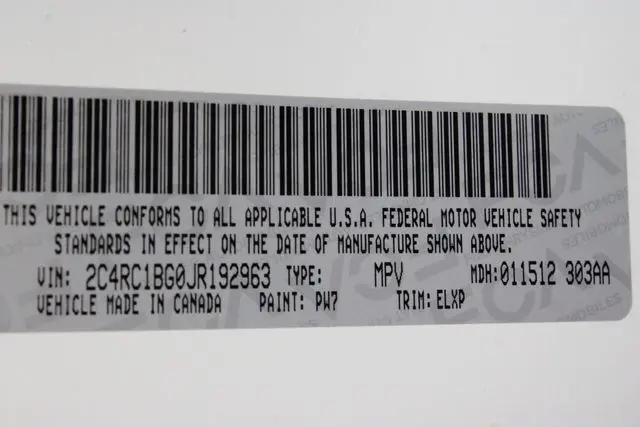 THIS VEHICLE CONFORMS TO ALL APPLICABLE U.S.A. FEDERAL MOTOR VEHICLE SAFETY
STANDARDS IN EFFECT ON THE DATE OF MANUFACTURE SHOWN ABOVE.
VIN: 2C4RC1BG0JR192963 TYPE: MPV MDH:011512 303AA
VEHICLE MADE IN CANADA PAINT: PW7 TRIM: ELXP